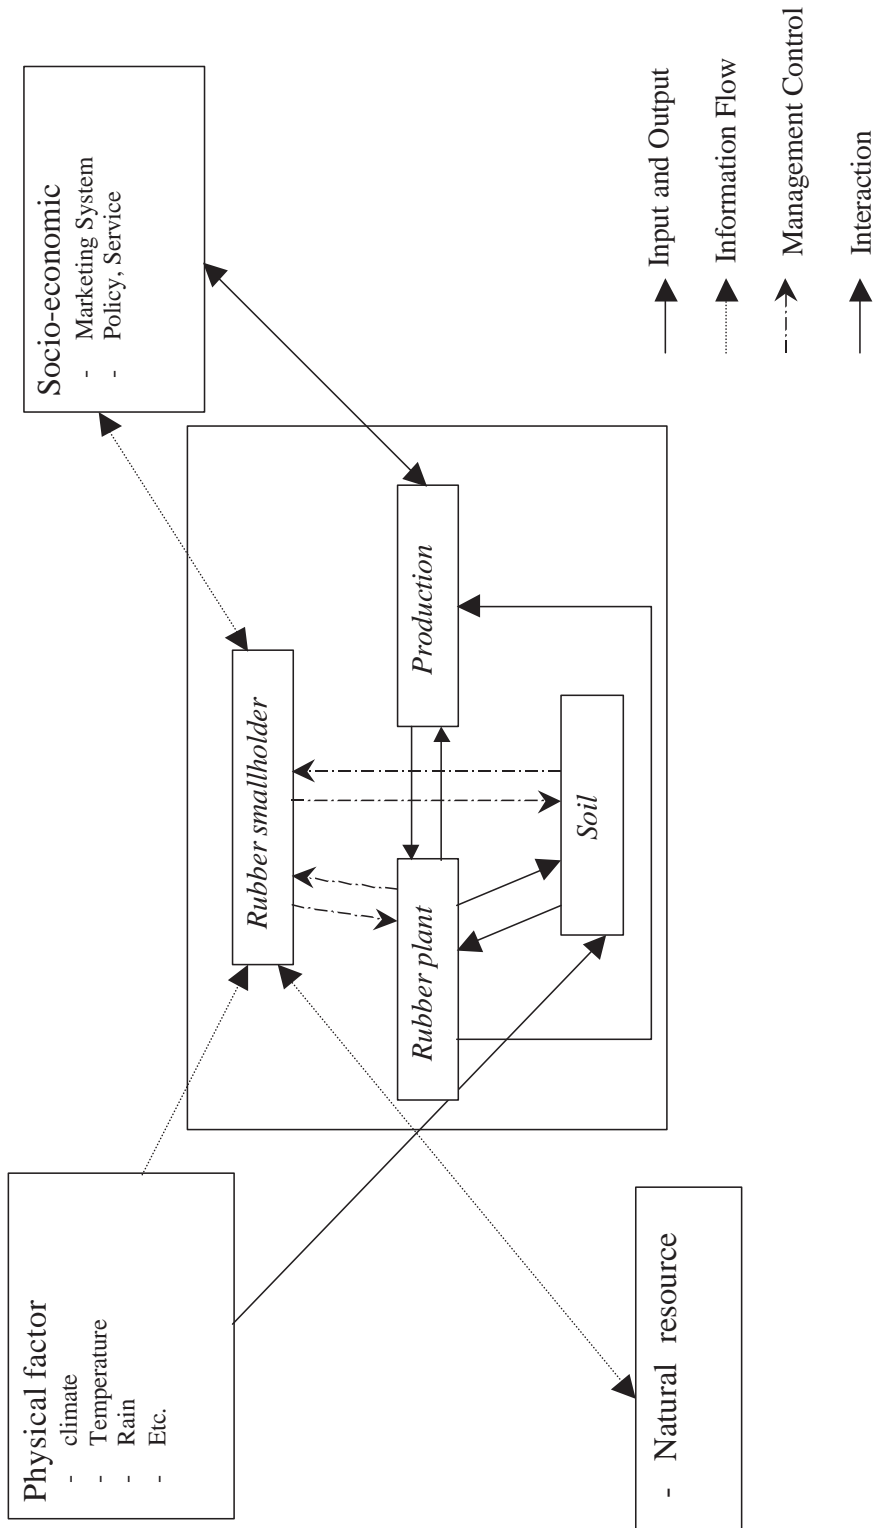 Physical factor
- climate
- Temperature
- Rain
- Etc.
Socio-economic
- Marketing System
- Policy, Service
Rubber smallholder
Rubber plant
Production
Soil
- Natural resource
Input and Output
Information Flow
Management Control
Interaction